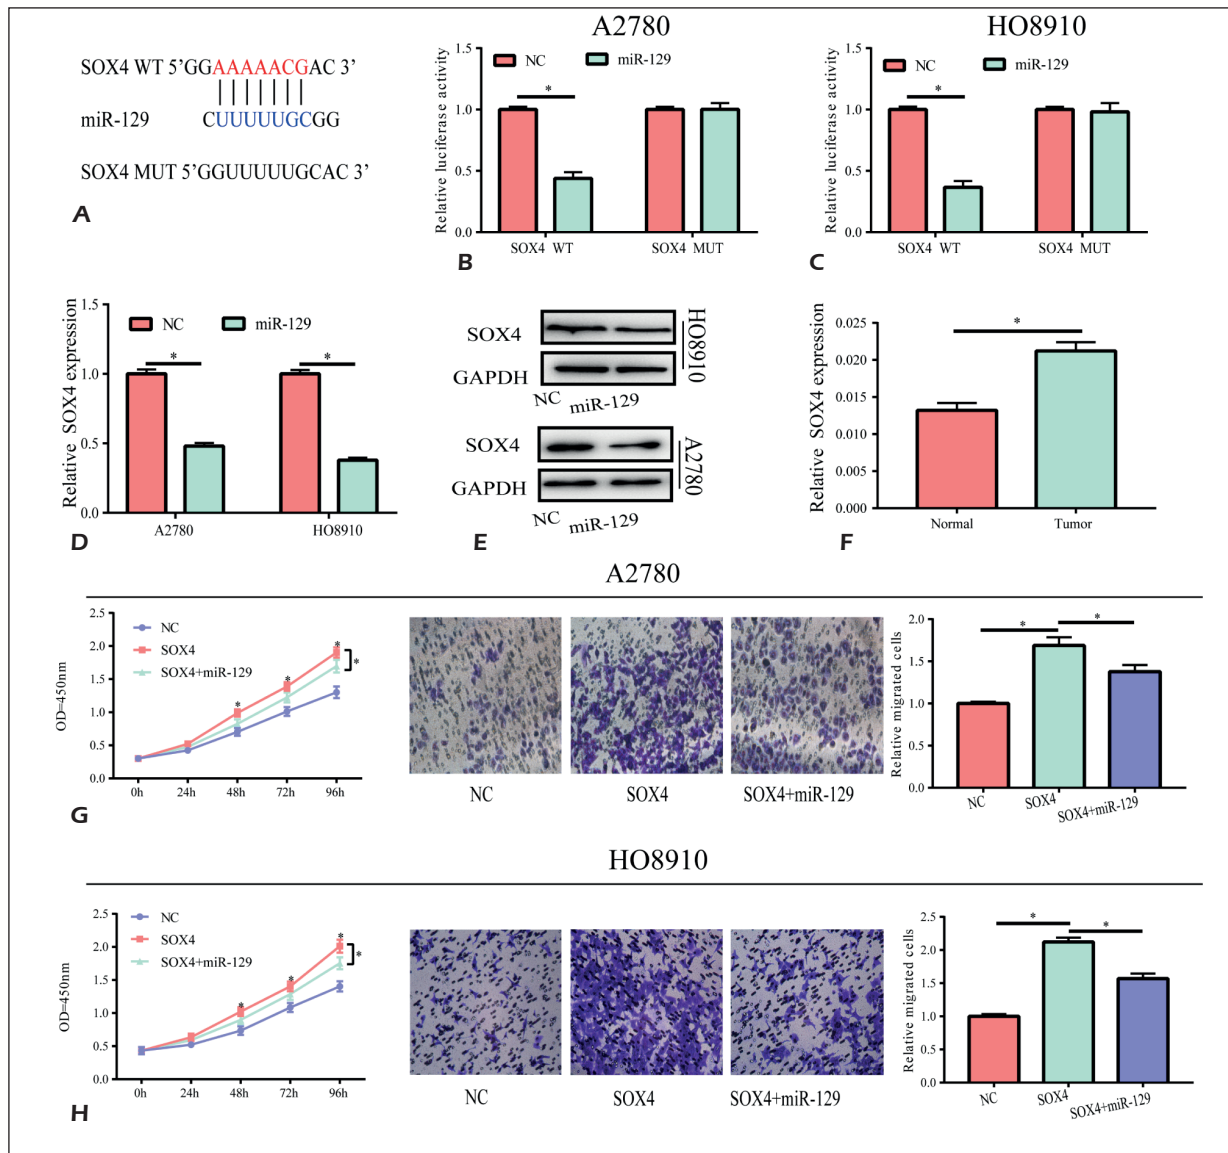 SOX4 WT 5'GGAAAAACGAC 3'
miR-129 CUUUUUGCGG
SOX4 MUT 5'GGUUUUUGCAC 3'
A
A2780
NC
miR-129
Relative luciferase activity
1.5
1.0
0.5
0.0
*
SOX4 WT
SOX4 MUT
B
HO8910
NC
miR-129
Relative luciferase activity
1.5
1.0
0.5
0.0
*
SOX4 WT
SOX4 MUT
C
NC
miR-129
Relative SOX4 expression
1.5
1.0
0.5
0.0
*
*
A2780
HO8910
D
SOX4
GAPDH
NC
miR-129
HO8910
SOX4
GAPDH
NC
miR-129
A2780
E
Relative SOX4 expression
0.025
0.020
0.015
0.010
0.005
0.000
*
Normal
Tumor
F
A2780
OD=450nm
2.5
2.0
1.5
1.0
0.5
0.0
NC
SOX4
SOX4+miR-129
*
*
*
*
0h
24h
48h
72h
96h
G
NC
SOX4
SOX4+miR-129
Relative migrated cells
2.0
1.5
1.0
0.5
0.0
*
*
NC
SOX4
SOX4+miR-129
HO8910
OD=450nm
2.5
2.0
1.5
1.0
0.5
0.0
NC
SOX4
SOX4+miR-129
*
*
*
*
0h
24h
48h
72h
96h
H
NC
SOX4
SOX4+miR-129
Relative migrated cells
2.5
2.0
1.5
1.0
0.5
0.0
*
*
NC
SOX4
SOX4+miR-129